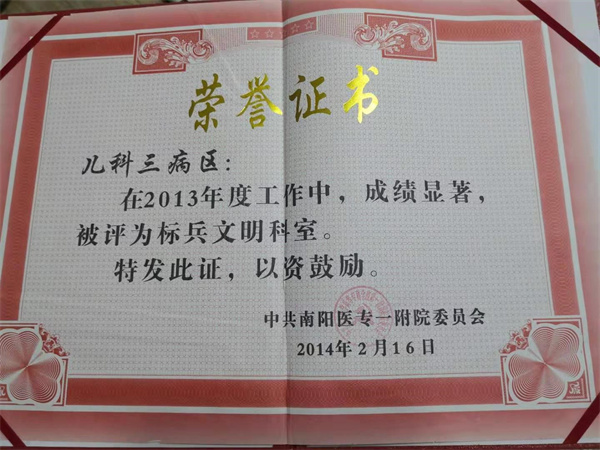 荣誉证书
儿科三病区：
在2013年度工作中，成绩显著，
被评为标兵文明科室。
特发此证，以资鼓励。
中共南阳医专一附院委员会
2014年2月16日